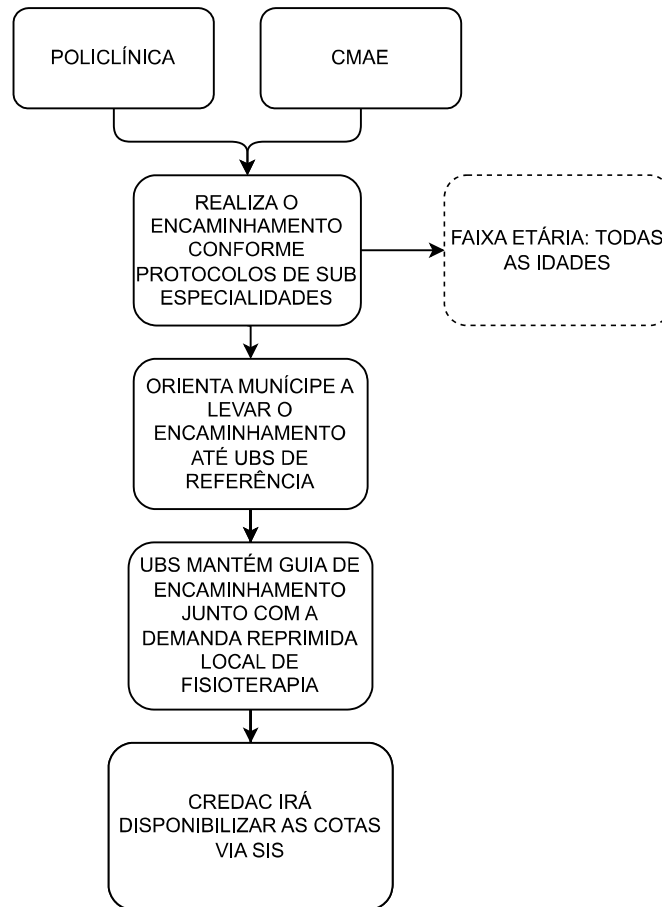 POLICLÍNICA
CMAE
REALIZA O
ENCAMINHAMENTO
CONFORME
PROTOCOLOS DE SUB
ESPECIALIDADES
FAIXA ETÁRIA: TODAS
AS IDADES
ORIENTA MUNÍCIPE A
LEVAR O
ENCAMINHAMENTO
ATÉ UBS DE
REFERÊNCIA
UBS MANTÉM GUIA DE
ENCAMINHAMENTO
JUNTO COM A
DEMANDA REPRIMIDA
LOCAL DE
FISIOTERAPIA
CREDAC IRÁ
DISPONIBILIZAR AS COTAS
VIA SIS